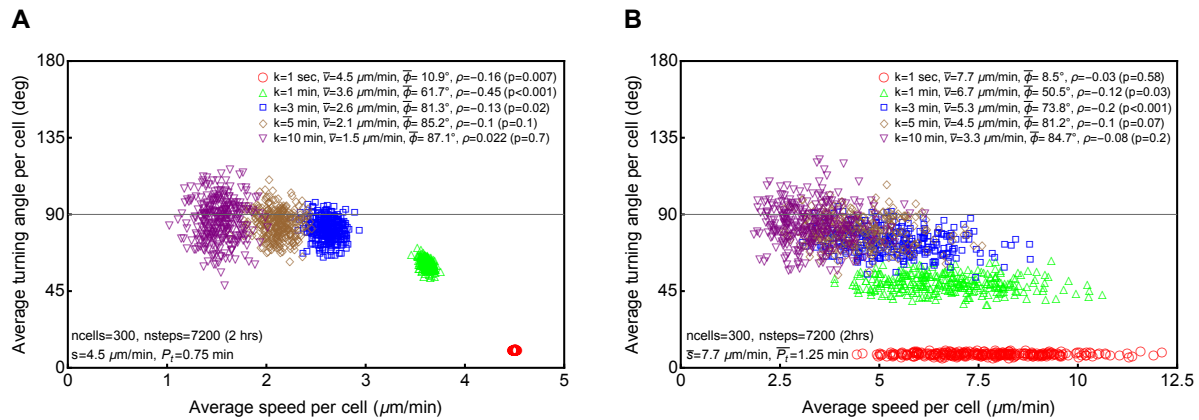 A
Average turning angle per cell (deg)
180
135
90
45
0
k=1 sec, v̄=4.5 μm/min, ϕ̄= 10.9°, ρ=−0.16 (p=0.007)
k=1 min, v̄=3.6 μm/min, ϕ̄= 61.7°, ρ=−0.45 (p<0.001)
k=3 min, v̄=2.6 μm/min, ϕ̄= 81.3°, ρ=−0.13 (p=0.02)
k=5 min, v̄=2.1 μm/min, ϕ̄= 85.2°, ρ=−0.1 (p=0.1)
k=10 min, v̄=1.5 μm/min, ϕ̄= 87.1°, ρ=0.022 (p=0.7)
ncells=300, nsteps=7200 (2 hrs)
s=4.5 μm/min, Pt=0.75 min
0 1 2 3 4 5
Average speed per cell (μm/min)
B
Average turning angle per cell (deg)
180
135
90
45
0
k=1 sec, v̄=7.7 μm/min, ϕ̄= 8.5°, ρ=−0.03 (p=0.58)
k=1 min, v̄=6.7 μm/min, ϕ̄= 50.5°, ρ=−0.12 (p=0.03)
k=3 min, v̄=5.3 μm/min, ϕ̄= 73.8°, ρ=−0.2 (p<0.001)
k=5 min, v̄=4.5 μm/min, ϕ̄= 81.2°, ρ=−0.1 (p=0.07)
k=10 min, v̄=3.3 μm/min, ϕ̄= 84.7°, ρ=−0.08 (p=0.2)
ncells=300, nsteps=7200 (2hrs)
s̄=7.7 μm/min, P̄t=1.25 min
0 2.5 5 7.5 10 12.5
Average speed per cell (μm/min)